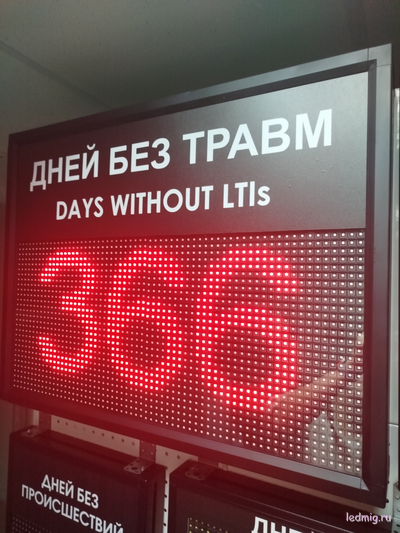 ДНЕЙ БЕЗ ТРАВМ
DAYS WITHOUT LTIs
366
ДНЕЙ БЕЗ
ПРОИСШЕСТВИЙ
ledmig.ru